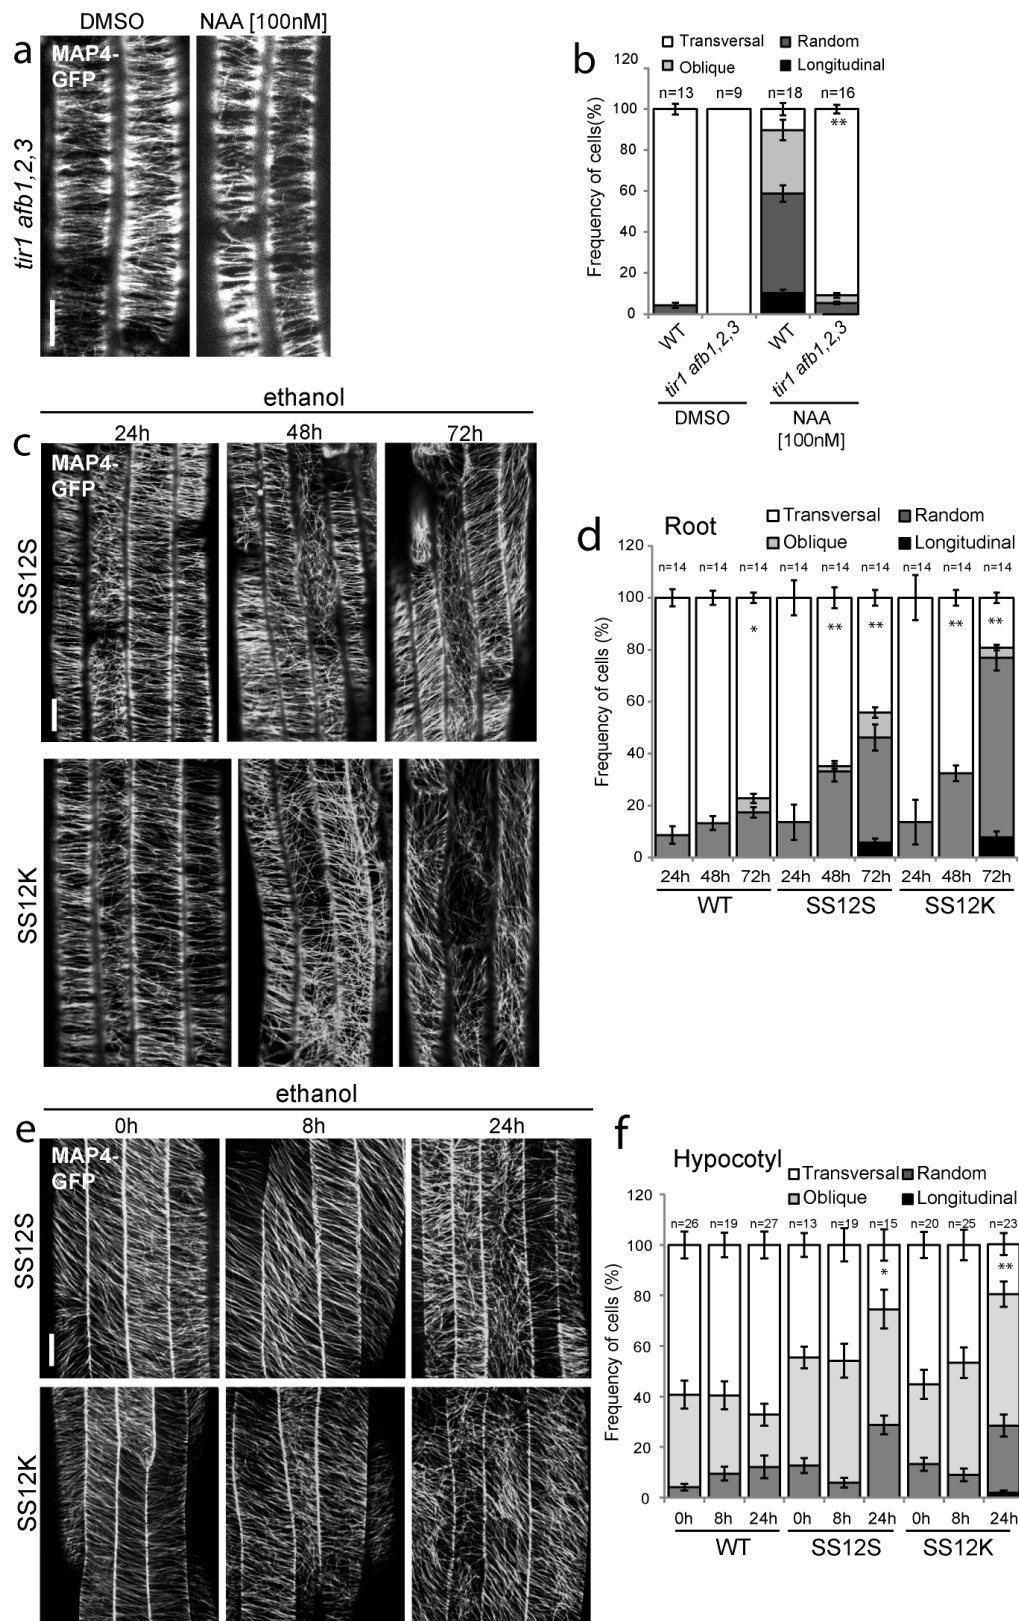 a
DMSO NAA [100nM]
MAP4-
GFP
tir1 afb1,2,3
b
Transversal Random
Oblique Longitudinal
Frequency of cells(%)
120
100
80
60
40
20
0
n=13 n=9 n=18 n=16
**
WT tir1 afb1,2,3 WT tir1 afb1,2,3
DMSO NAA
[100nM]
c
ethanol
24h 48h 72h
MAP4-
GFP
SS12S
SS12K
d
Root
Transversal Random
Oblique Longitudinal
Frequency of cells (%)
120
100
80
60
40
20
0
n=14 n=14 n=14 n=14 n=14 n=14 n=14 n=14 n=14
* ** ** ** **
24h 48h 72h 24h 48h 72h 24h 48h 72h
WT SS12S SS12K
e
ethanol
0h 8h 24h
MAP4-
GFP
SS12S
SS12K
f
Hypocotyl
Transversal Random
Oblique Longitudinal
Frequency of cells (%)
120
100
80
60
40
20
0
n=26 n=19 n=27 n=13 n=19 n=15 n=20 n=25 n=23
* **
0h 8h 24h 0h 8h 24h 0h 8h 24h
WT SS12S SS12K